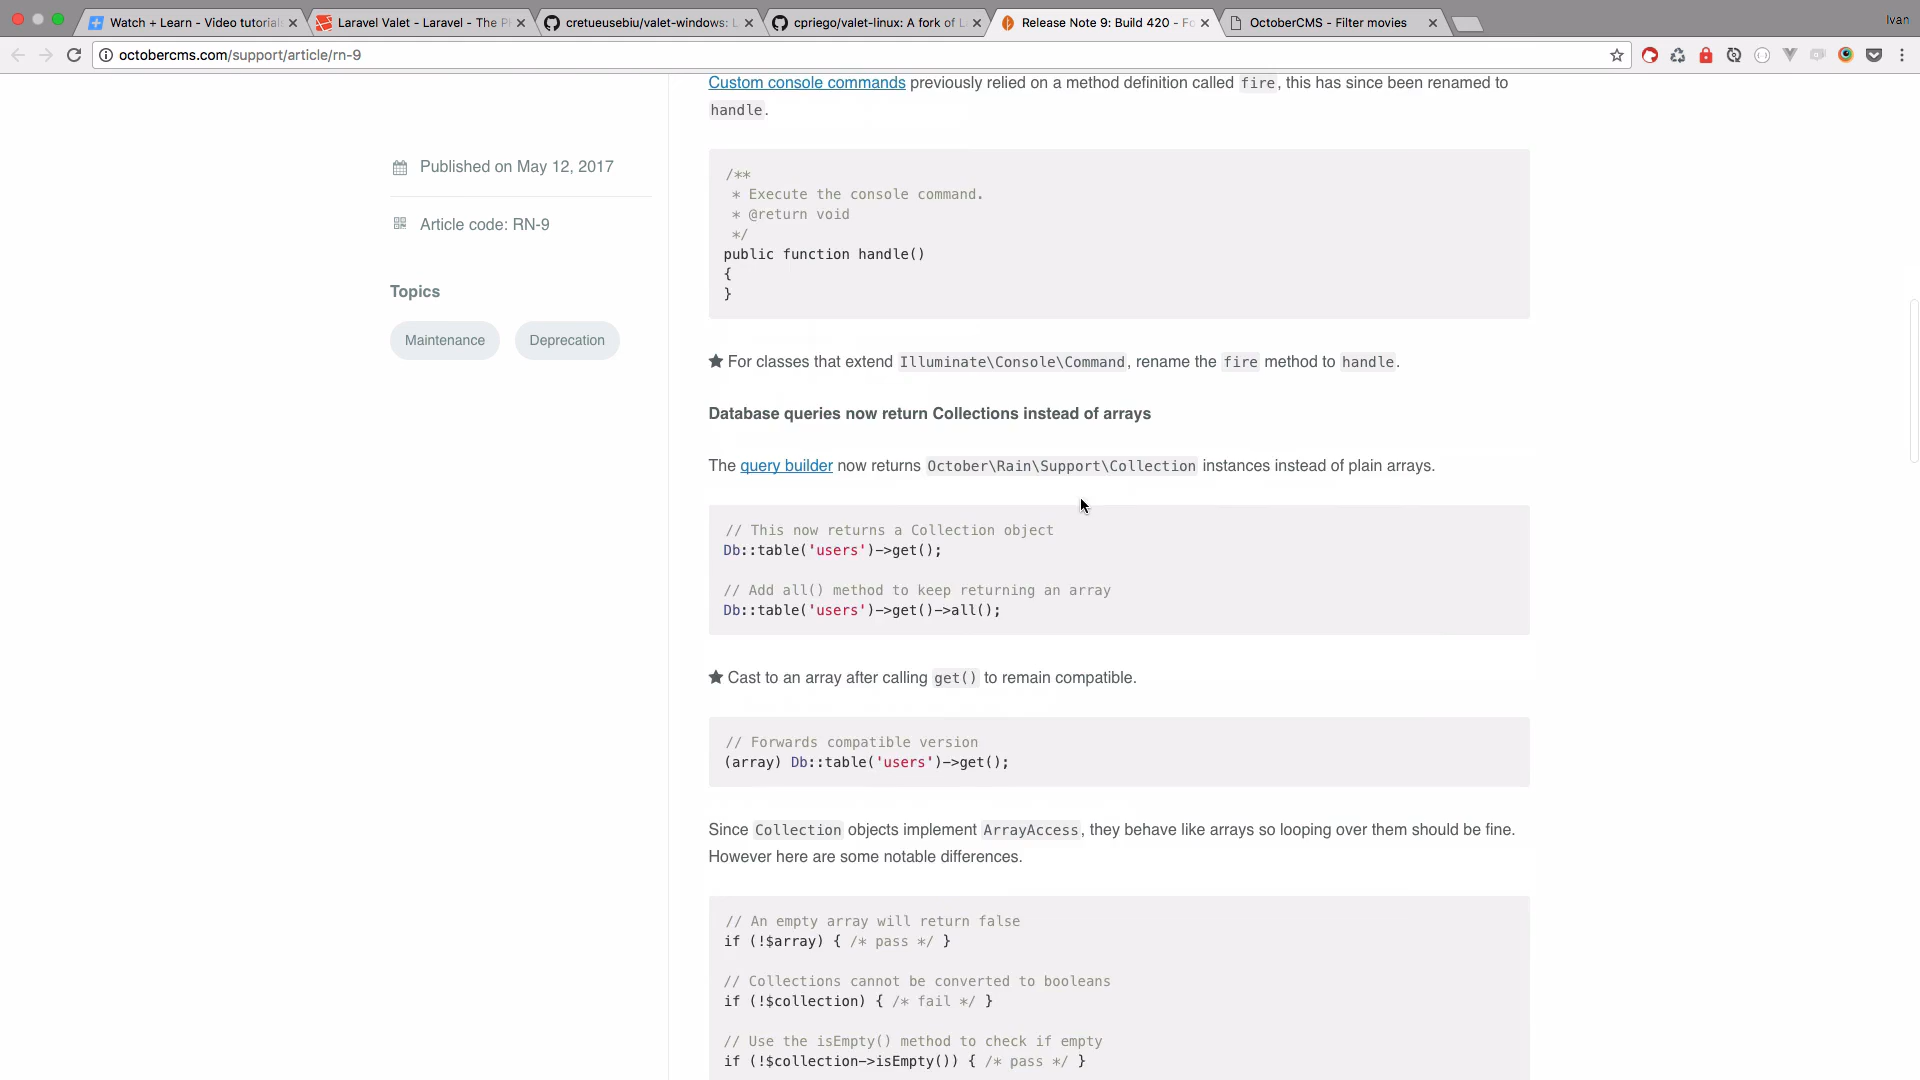 Watch + Learn - Video tutorial
Laravel Valet - Laravel - The P
cretueusebiu/valet-windows: L
cpriego/valet-linux: A fork of L
Release Note 9: Build 420 - Fo
OctoberCMS - Filter movies
Ivan
octobercms.com/support/article/rn-9
Published on May 12, 2017
Article code: RN-9
Topics
Maintenance
Deprecation
Custom console commands previously relied on a method definition called fire, this has since been renamed to
handle.
/**
* Execute the console command.
* @return void
*/
public function handle()
{
}
★ For classes that extend Illuminate\Console\Command, rename the fire method to handle.
Database queries now return Collections instead of arrays
The query builder now returns October\Rain\Support\Collection instances instead of plain arrays.
// This now returns a Collection object
Db::table('users')->get();
// Add all() method to keep returning an array
Db::table('users')->get()->all();
★ Cast to an array after calling get() to remain compatible.
// Forwards compatible version
(array) Db::table('users')->get();
Since Collection objects implement ArrayAccess, they behave like arrays so looping over them should be fine.
However here are some notable differences.
// An empty array will return false
if (!$array) { /* pass */ }
// Collections cannot be converted to booleans
if (!$collection) { /* fail */ }
// Use the isEmpty() method to check if empty
if (!$collection->isEmpty()) { /* pass */ }